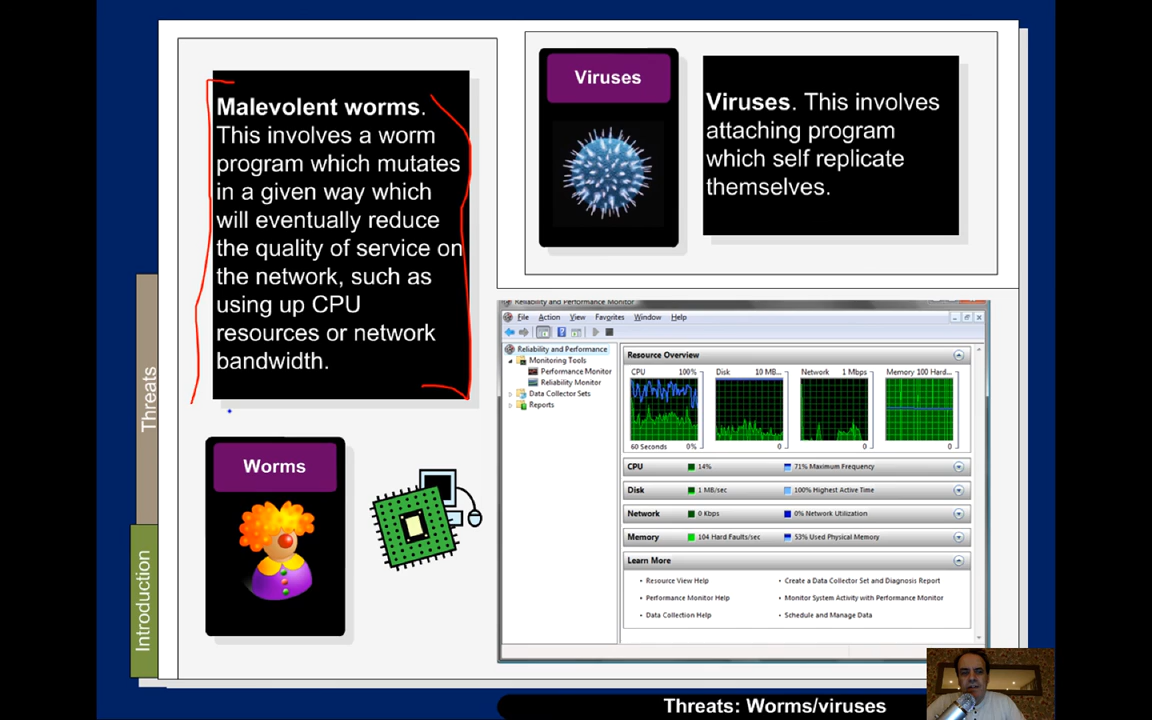 Malevolent worms.
This involves a worm
program which mutates
in a given way which
will eventually reduce
the quality of service on
the network, such as
using up CPU
resources or network
bandwidth.
Worms
Viruses
Viruses. This involves
attaching program
which self replicate
themselves.
Reliability and Performance Monitor
File Action View Favorites Window Help
Reliability and Performance
Monitoring Tools
Performance Monitor
Reliability Monitor
Data Collector Sets
Reports
Resource Overview
CPU 100% Disk 10 MB... Network 1 Mbps Memory 100 Hard...
60 Seconds 0% 0 0 0
CPU 14% 71% Maximum Frequency
Disk 1 MB/sec 100% Highest Active Time
Network 0 Kbps 0% Network Utilization
Memory 104 Hard Faults/sec 53% Used Physical Memory
Learn More
Resource View Help Create a Data Collector Set and Diagnosis Report
Performance Monitor Help Monitor System Activity with Performance Monitor
Data Collection Help Schedule and Manage Data
Threats
Introduction
Threats: Worms/viruses